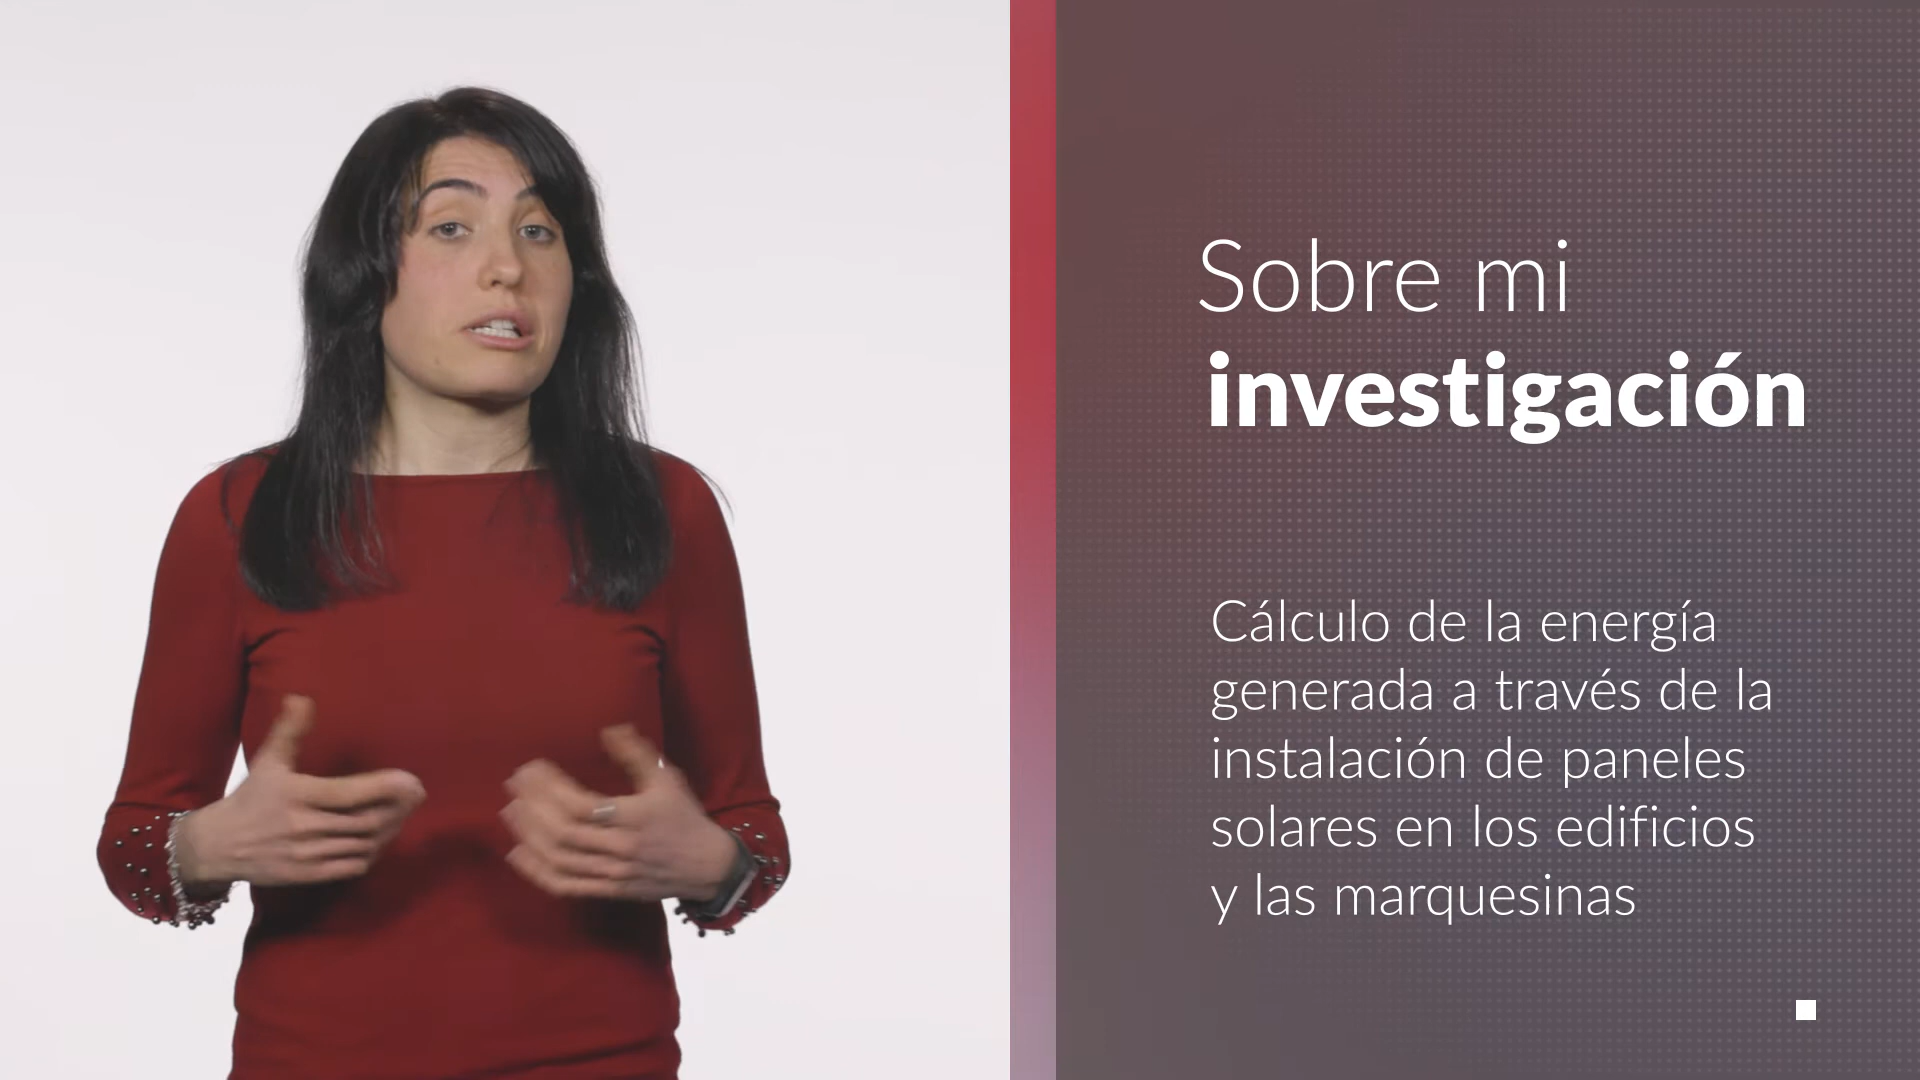 Sobre mi
investigación
Cálculo de la energía
generada a través de la
instalación de paneles
solares en los edificios
y las marquesinas